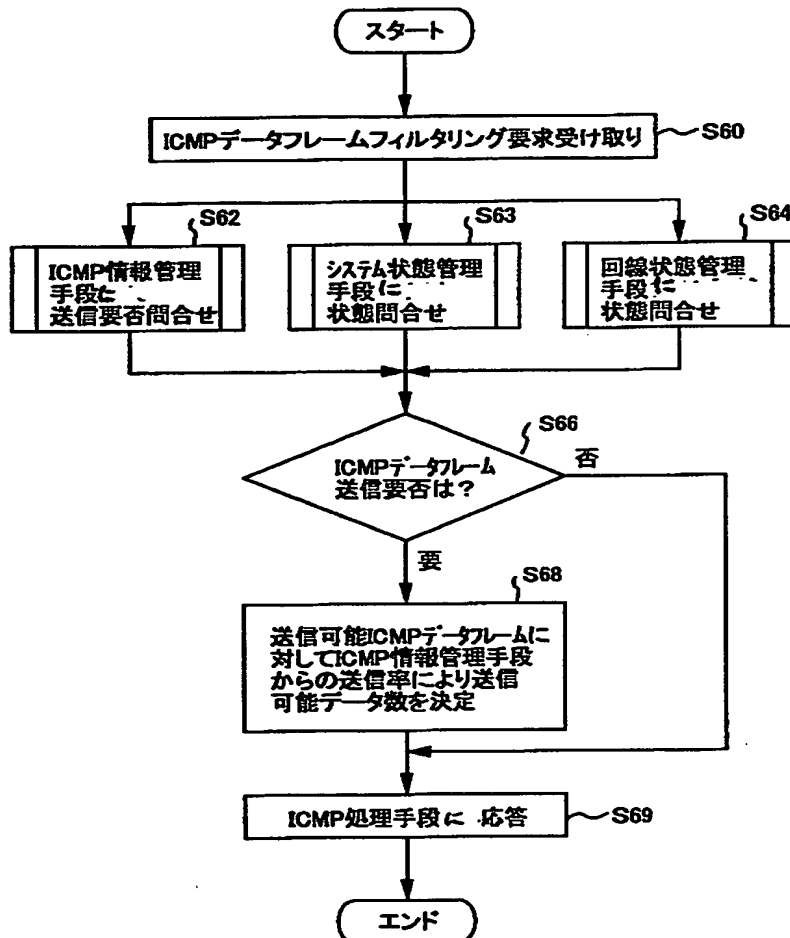 スタート
ICMPデータフレームフィルタリング要求受け取り
S60
S62
ICMP情報管理
手段に
送信要否問合せ
S63
システム状態管理
手段に
状態問合せ
S64
回線状態管理
手段に
状態問合せ
S66
ICMPデータフレーム
送信要否は?
否
要
S68
送信可能ICMPデータフレームに
対してICMP情報管理手段
からの送信率により送信
可能データ数を決定
ICMP処理手段に 応答
S69
エンド